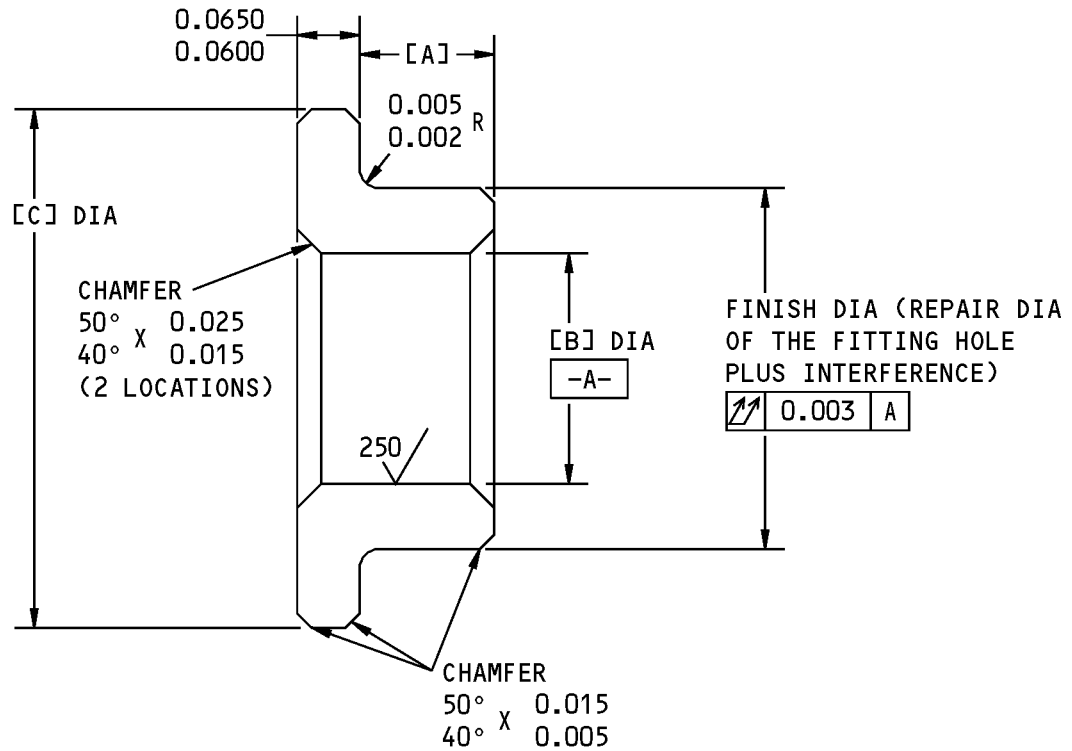 0.0650
0.0600
[A]
0.005
0.002 R
[C] DIA
CHAMFER
50° X 0.025
40° 0.015
(2 LOCATIONS)
[B] DIA
-A-
250
FINISH DIA (REPAIR DIA
OF THE FITTING HOLE
PLUS INTERFERENCE)
0.003 A
CHAMFER
50° X 0.015
40° 0.005